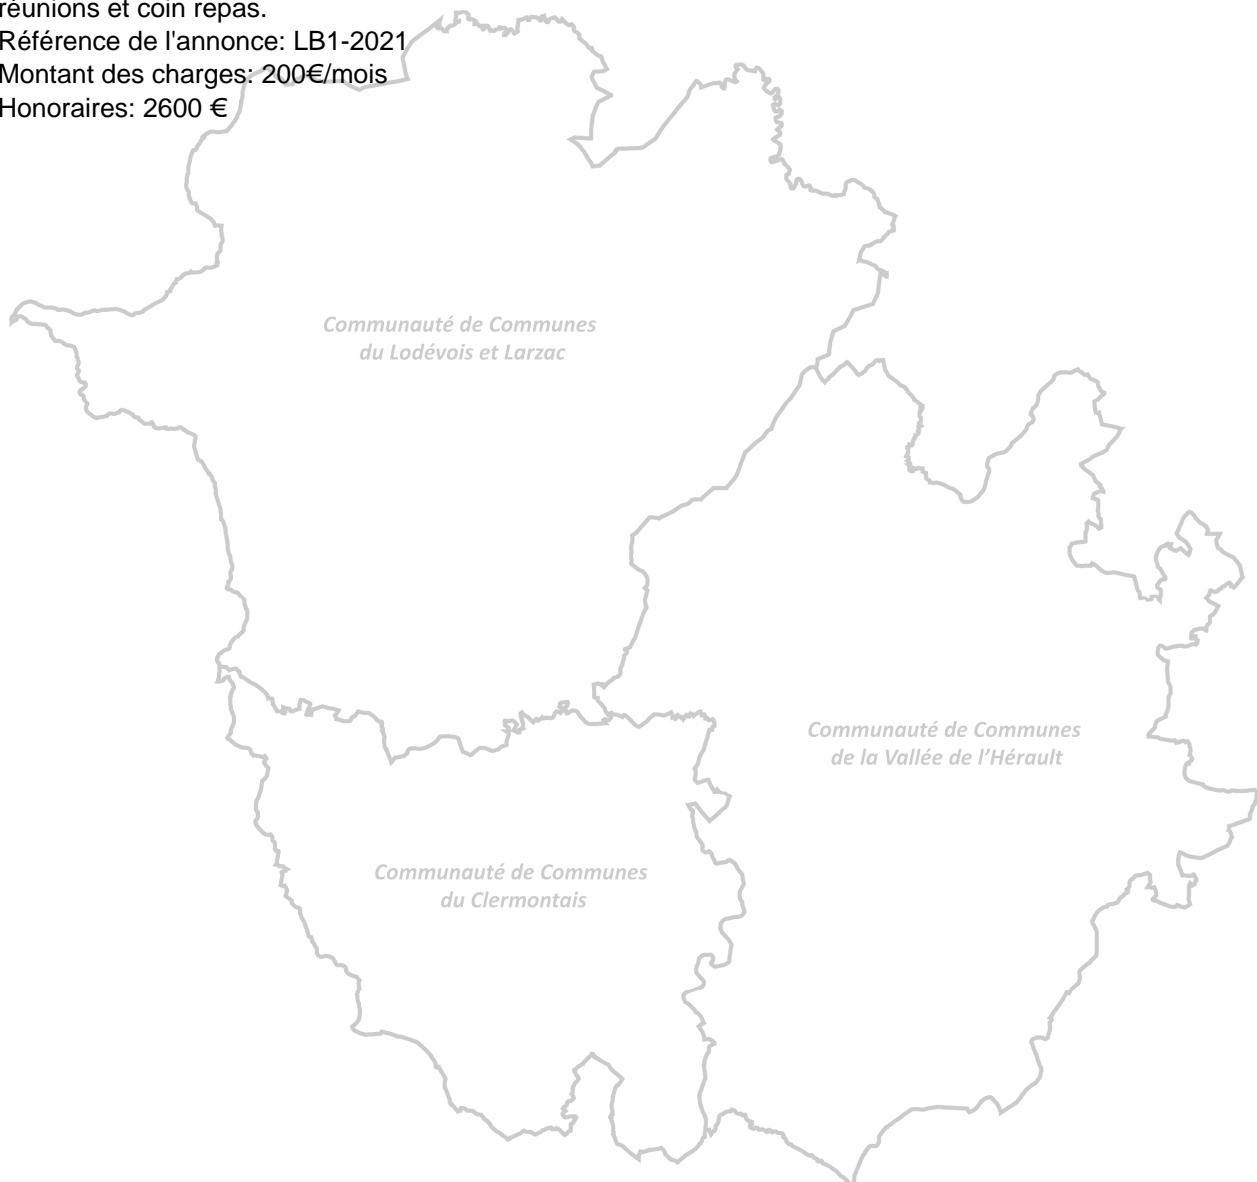 réunions et coin repas.
Référence de l'annonce: LB1-2021
Montant des charges: 200€/mois
Honoraires: 2600 €
Communauté de Communes
du Lodévois et Larzac
Communauté de Communes
de la Vallée de l’Hérault
Communauté de Communes
du Clermontais